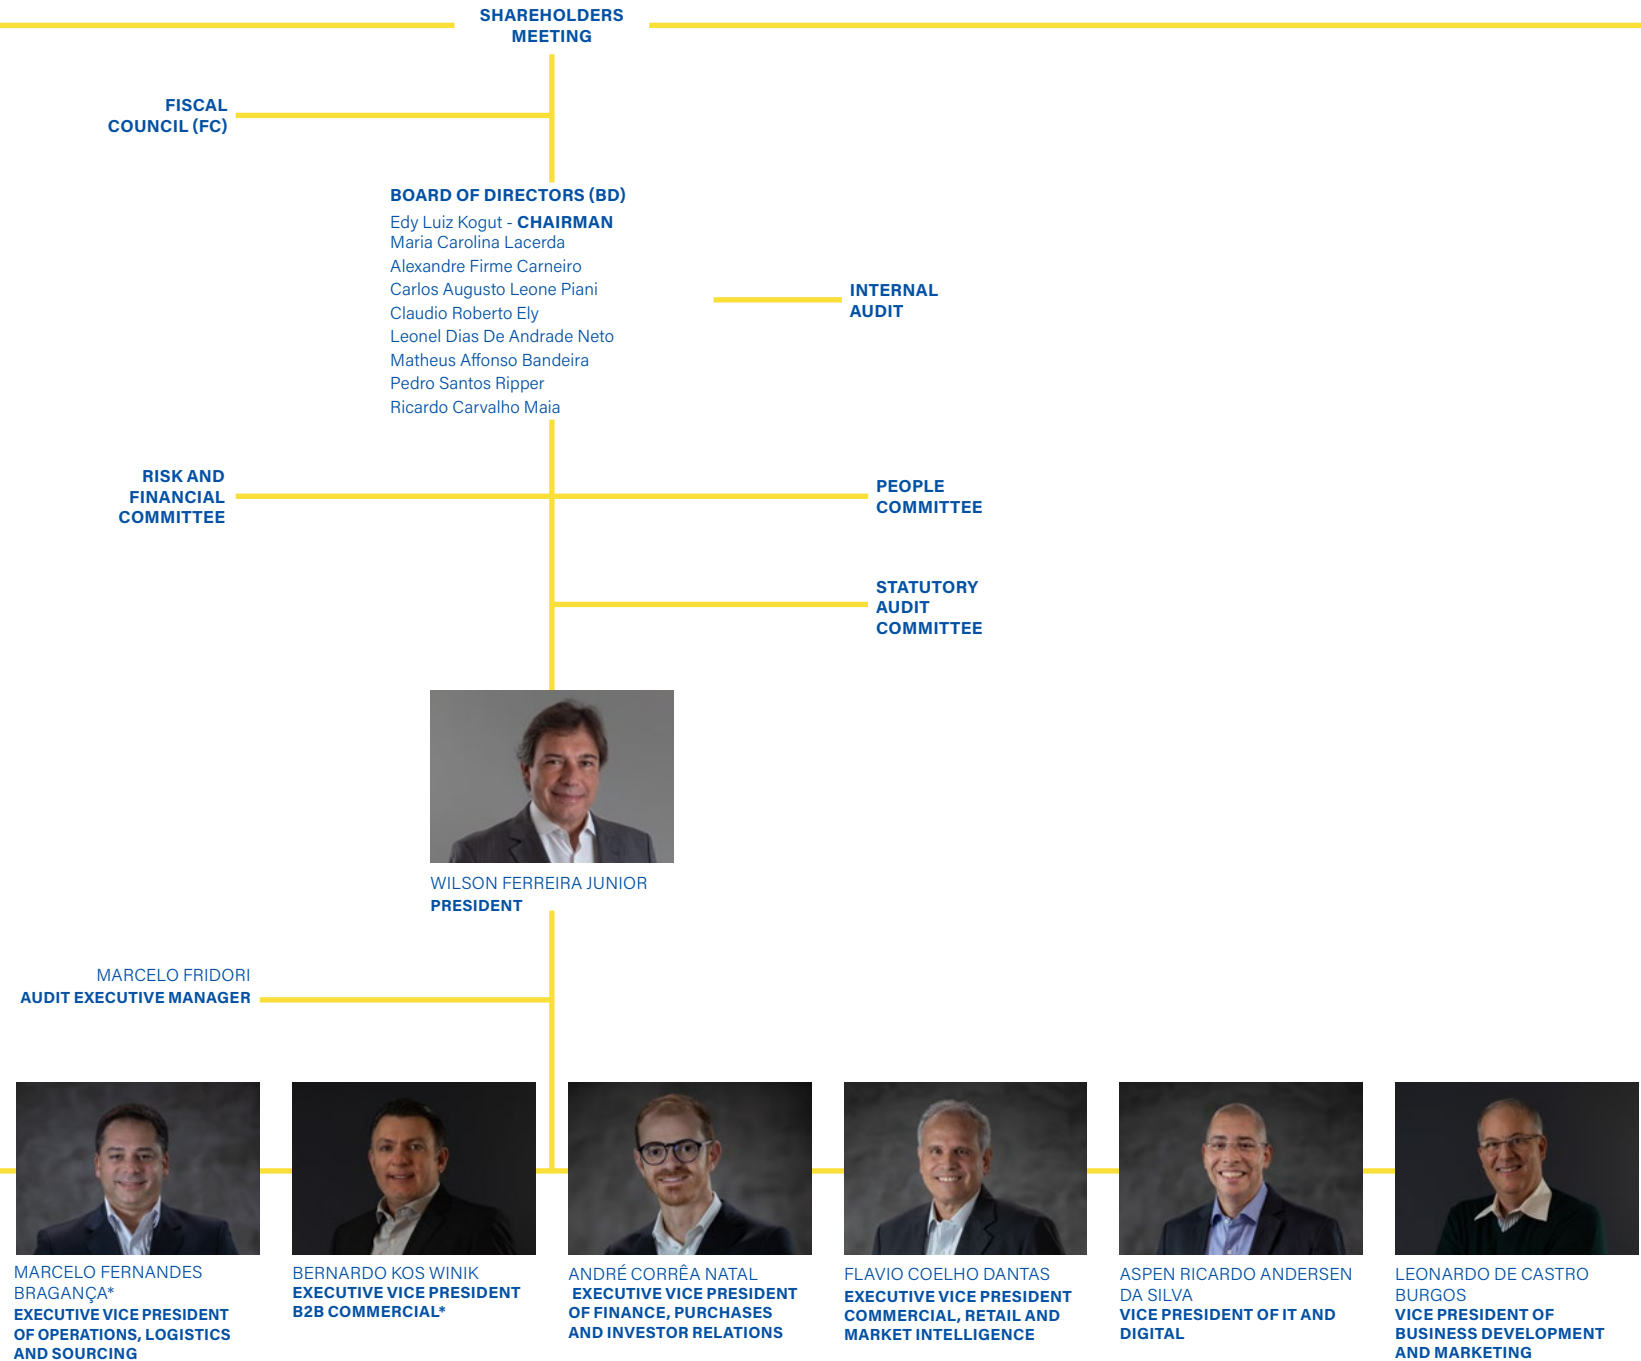 SHAREHOLDERS
MEETING
FISCAL
COUNCIL (FC)
BOARD OF DIRECTORS (BD)
Edy Luiz Kogut - CHAIRMAN
Maria Carolina Lacerda
Alexandre Firme Carneiro
Carlos Augusto Leone Piani
Claudio Roberto Ely
Leonel Dias De Andrade Neto
Matheus Affonso Bandeira
Pedro Santos Ripper
Ricardo Carvalho Maia
INTERNAL
AUDIT
RISK AND
FINANCIAL
COMMITTEE
PEOPLE
COMMITTEE
STATUTORY
AUDIT
COMMITTEE
WILSON FERREIRA JUNIOR
PRESIDENT
MARCELO FRIDORI
AUDIT EXECUTIVE MANAGER
MARCELO FERNANDES
BRAGANÇA*
EXECUTIVE VICE PRESIDENT
OF OPERATIONS, LOGISTICS
AND SOURCING
BERNARDO KOS WINIK
EXECUTIVE VICE PRESIDENT
B2B COMMERCIAL*
ANDRÉ CORRÊA NATAL
EXECUTIVE VICE PRESIDENT
OF FINANCE, PURCHASES
AND INVESTOR RELATIONS
FLAVIO COELHO DANTAS
EXECUTIVE VICE PRESIDENT
COMMERCIAL, RETAIL AND
MARKET INTELLIGENCE
ASPEN RICARDO ANDERSEN
DA SILVA
VICE PRESIDENT OF IT AND
DIGITAL
LEONARDO DE CASTRO
BURGOS
VICE PRESIDENT OF
BUSINESS DEVELOPMENT
AND MARKETING